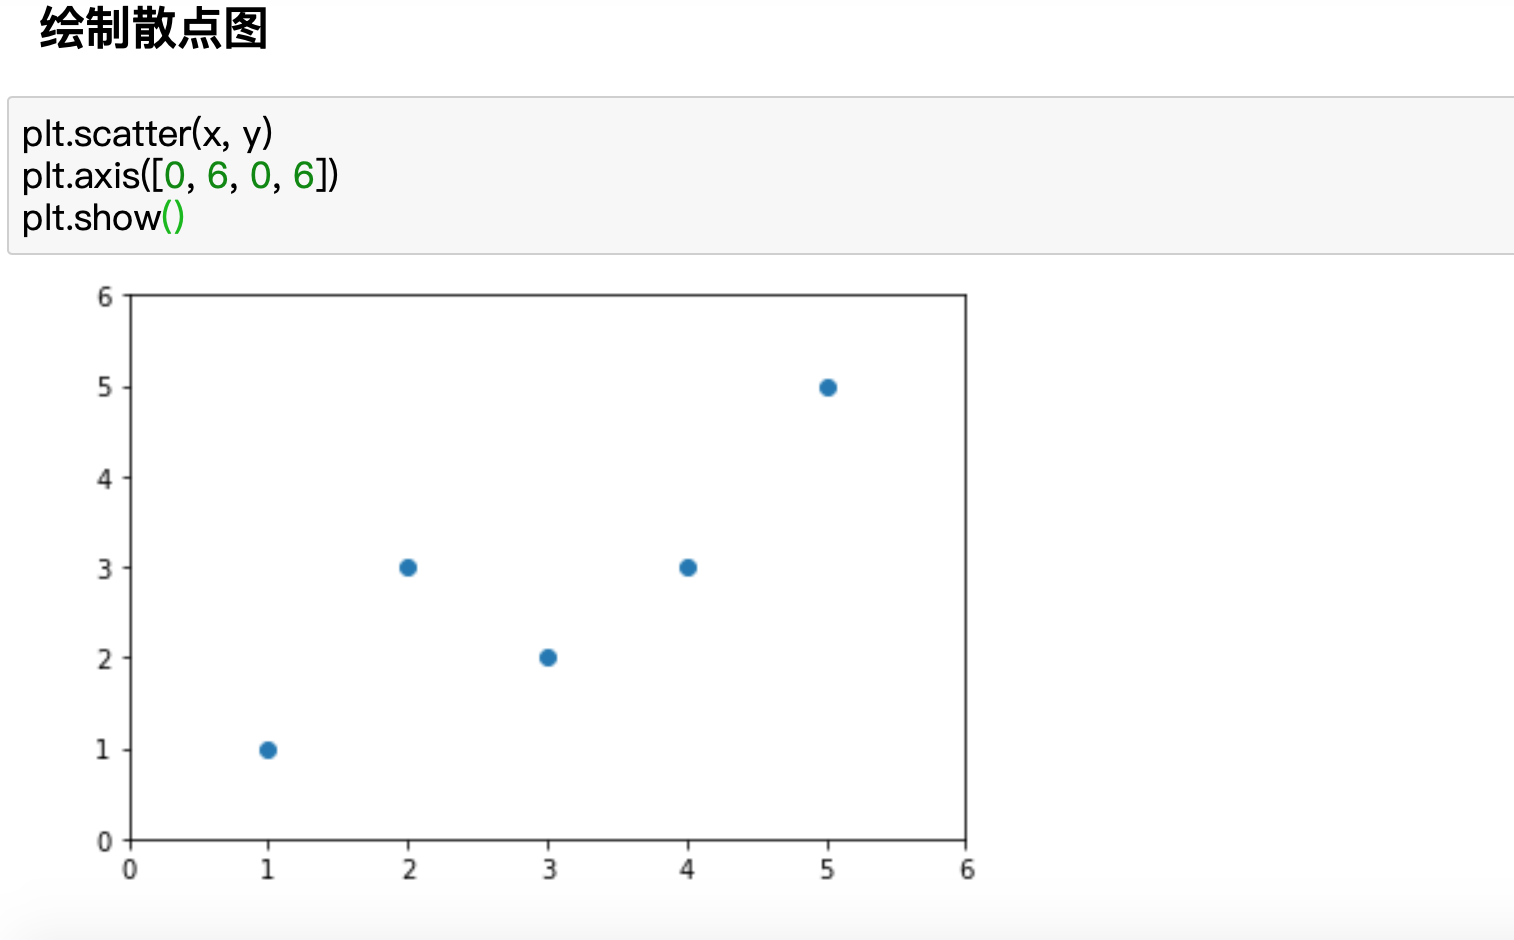 绘制散点图
plt.scatter(x, y)
plt.axis([0, 6, 0, 6])
plt.show()
6
5
4
3
2
1
0
0 1 2 3 4 5 6